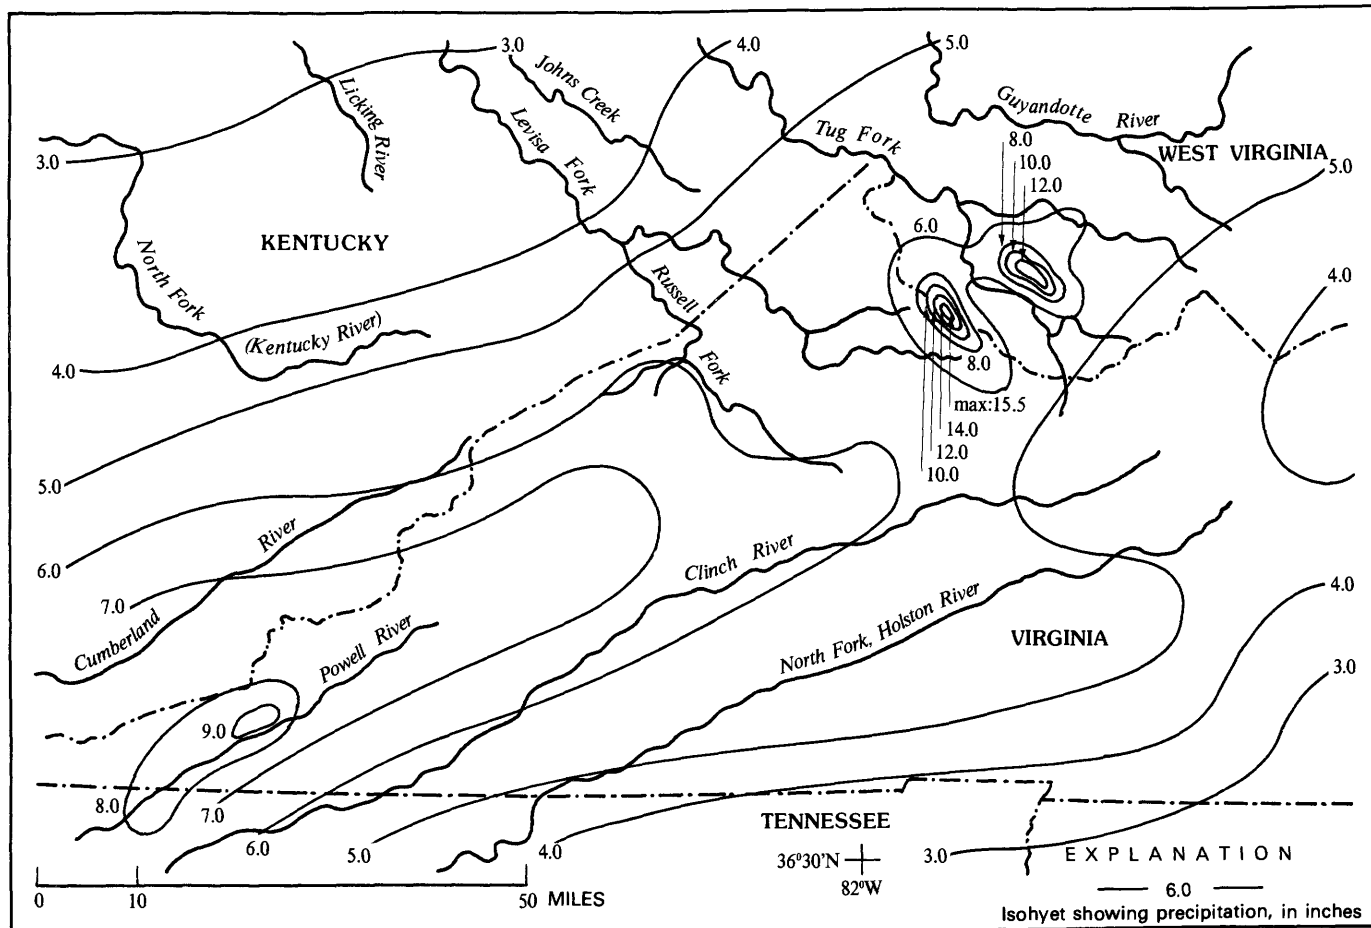 3.0
4.0
5.0
Licking River
Johns Creek
Levisa Fork
Guyandotte River
Tug Fork
8.0
WEST VIRGINIA
10.0
12.0
3.0
5.0
KENTUCKY
6.0
North Fork
(Kentucky River)
Russell Fork
4.0
4.0
8.0
max:15.5
14.0
12.0
10.0
5.0
River
Clinch River
6.0
7.0
Cumberland
Powell River
North Fork, Holston River
VIRGINIA
4.0
3.0
9.0
8.0
7.0
6.0
5.0
4.0
TENNESSEE
3.0
36°30'N
82°W
EXPLANATION
6.0
Isohyet showing precipitation, in inches
0 10 50 MILES